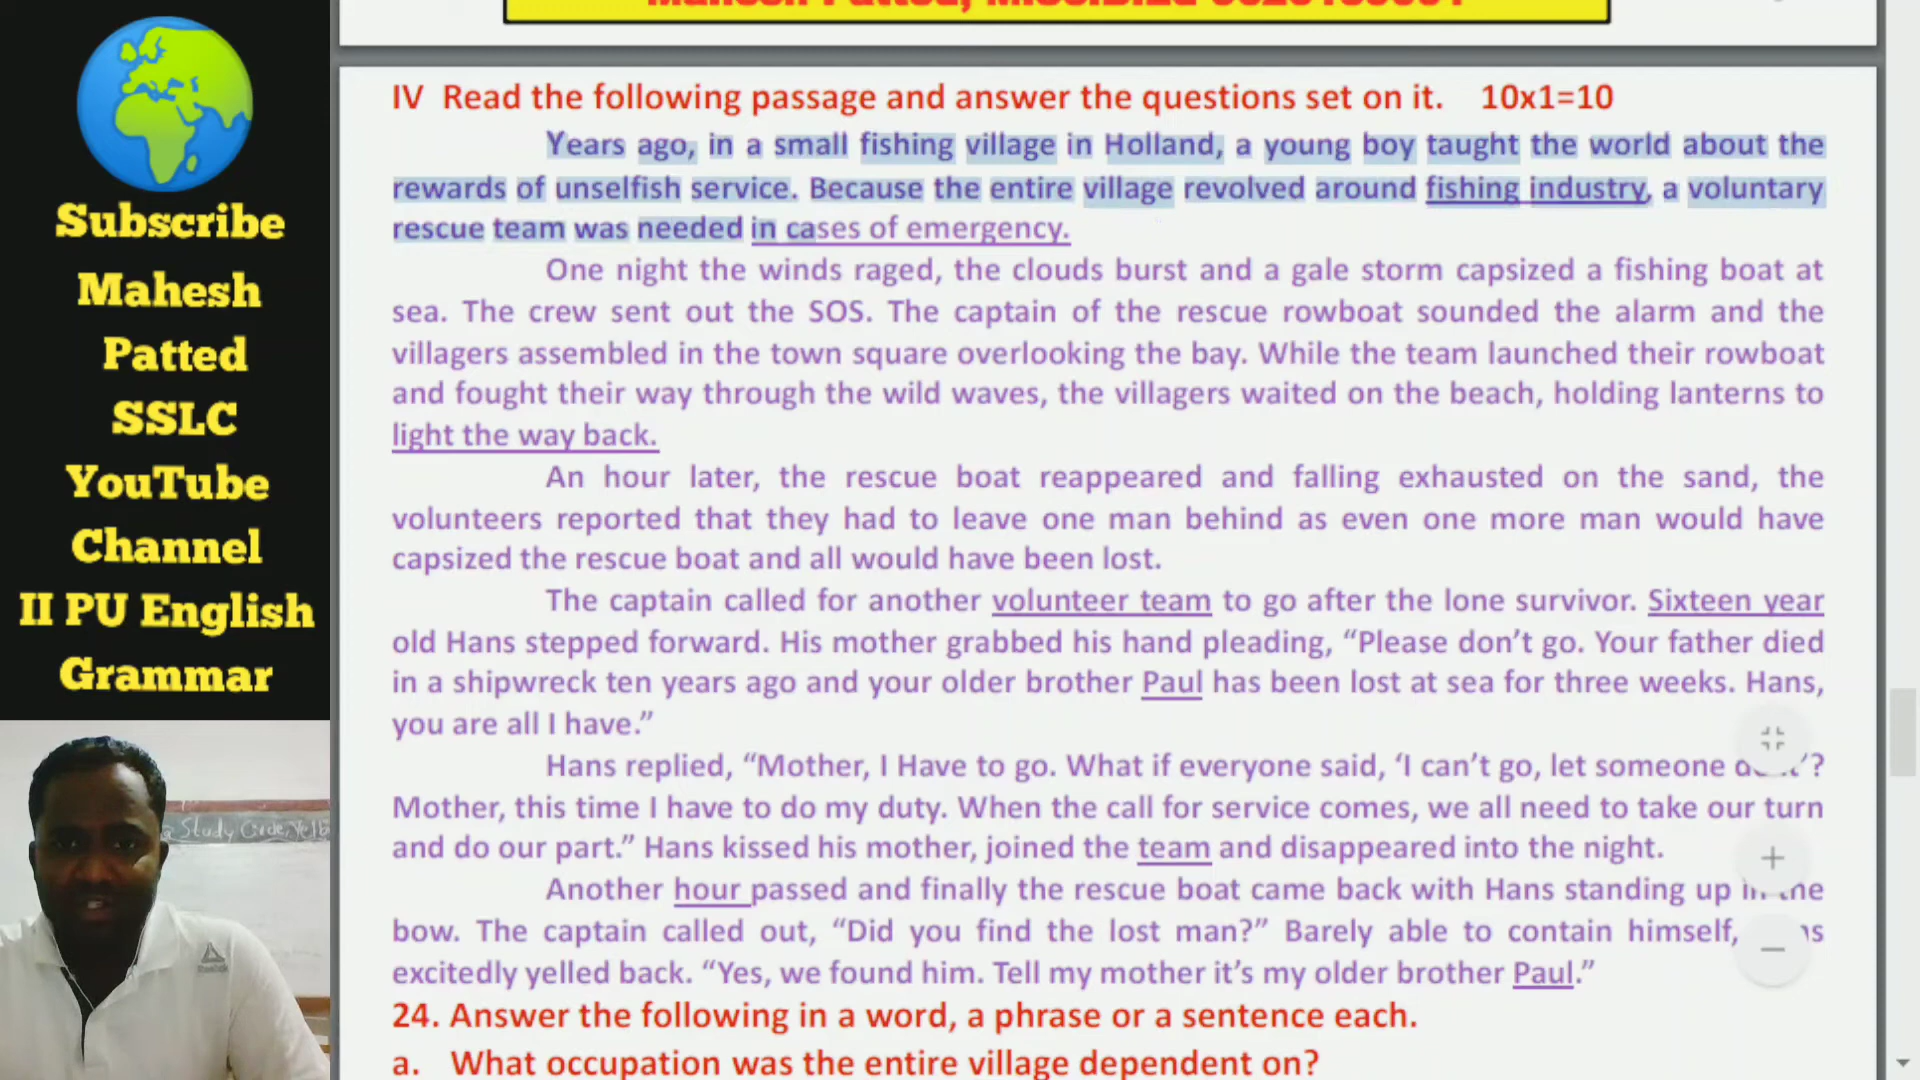 Subscribe
Mahesh
Patted
SSLC
YouTube
Channel
II PU English
Grammar
IV Read the following passage and answer the questions set on it. 10x1=10
Years ago, in a small fishing village in Holland, a young boy taught the world about the
rewards of unselfish service. Because the entire village revolved around fishing industry, a voluntary
rescue team was needed in cases of emergency.
One night the winds raged, the clouds burst and a gale storm capsized a fishing boat at
sea. The crew sent out the SOS. The captain of the rescue rowboat sounded the alarm and the
villagers assembled in the town square overlooking the bay. While the team launched their rowboat
and fought their way through the wild waves, the villagers waited on the beach, holding lanterns to
light the way back.
An hour later, the rescue boat reappeared and falling exhausted on the sand, the
volunteers reported that they had to leave one man behind as even one more man would have
capsized the rescue boat and all would have been lost.
The captain called for another volunteer team to go after the lone survivor. Sixteen year
old Hans stepped forward. His mother grabbed his hand pleading, “Please don’t go. Your father died
in a shipwreck ten years ago and your older brother Paul has been lost at sea for three weeks. Hans,
you are all I have.”
Hans replied, “Mother, I Have to go. What if everyone said, ‘I can’t go, let someone
Mother, this time I have to do my duty. When the call for service comes, we all need to take our turn
and do our part.” Hans kissed his mother, joined the team and disappeared into the night.
Another hour passed and finally the rescue boat came back with Hans standing up in the
bow. The captain called out, “Did you find the lost man?” Barely able to contain himself,
excitedly yelled back. “Yes, we found him. Tell my mother it’s my older brother Paul.”
24. Answer the following in a word, a phrase or a sentence each.
a. What occupation was the entire village dependent on?
Study
Reebok